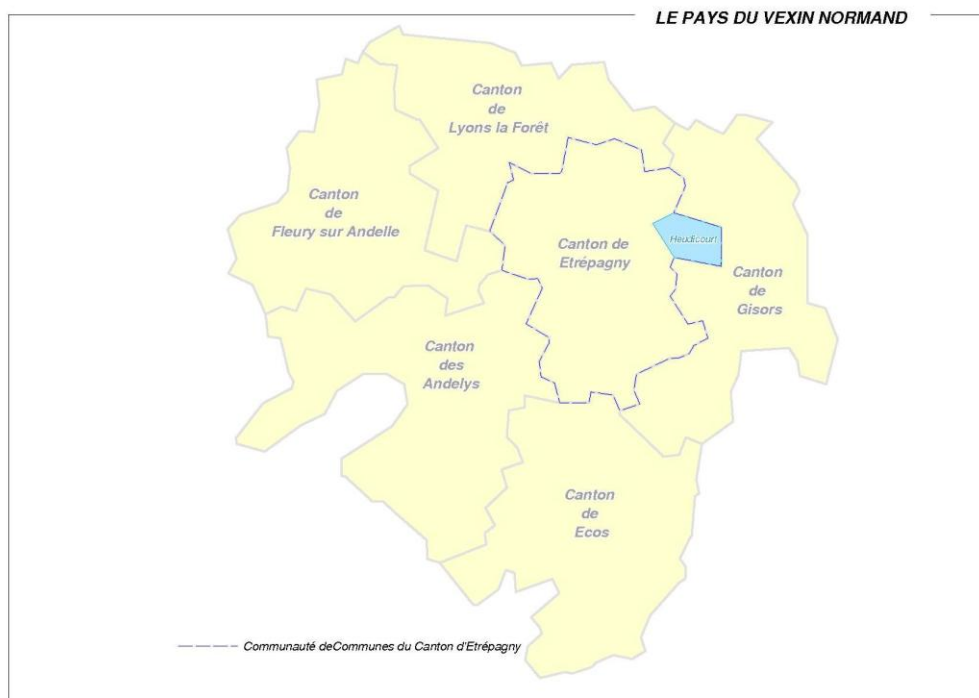 LE PAYS DU VEXIN NORMAND
Canton
de
Lyons la Forêt
Canton
de
Fleury sur Andelle
Canton de
Etrépagny
Heudicourt
Canton
de
Gisors
Canton
des
Andelys
Canton
de
Ecos
Communauté deCommunes du Canton d'Etrépagny